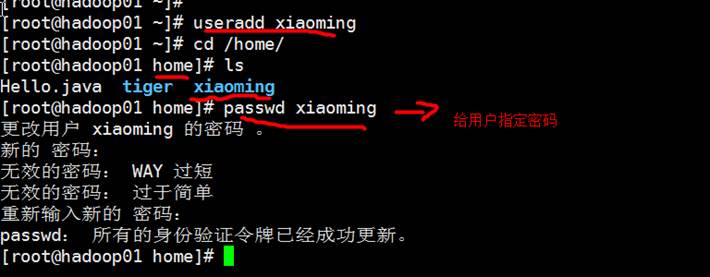 [root@hadoop01 ~]#
[root@hadoop01 ~]# useradd xiaoming
[root@hadoop01 ~]# cd /home/
[root@hadoop01 home]# ls
Hello.java tiger xiaoming
[root@hadoop01 home]# passwd xiaoming 给用户指定密码
更改用户 xiaoming 的密码 。
新的 密码:
无效的密码: WAY 过短
无效的密码: 过于简单
重新输入新的 密码:
passwd: 所有的身份验证令牌已经成功更新。
[root@hadoop01 home]#